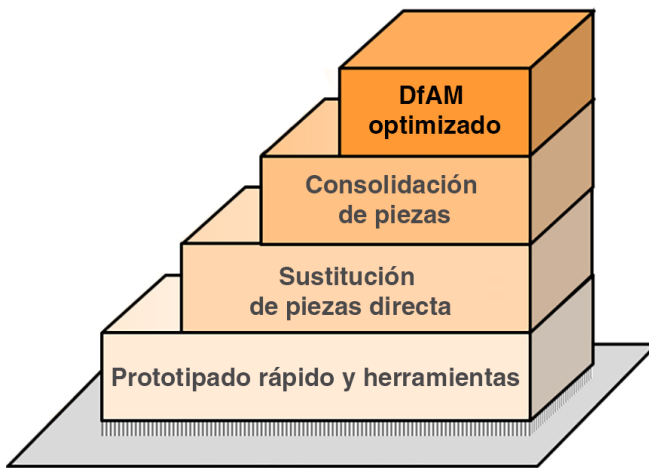 DfAM
optimizado
Consolidación
de piezas
Sustitución
de piezas directa
Prototipado rápido y herramientas